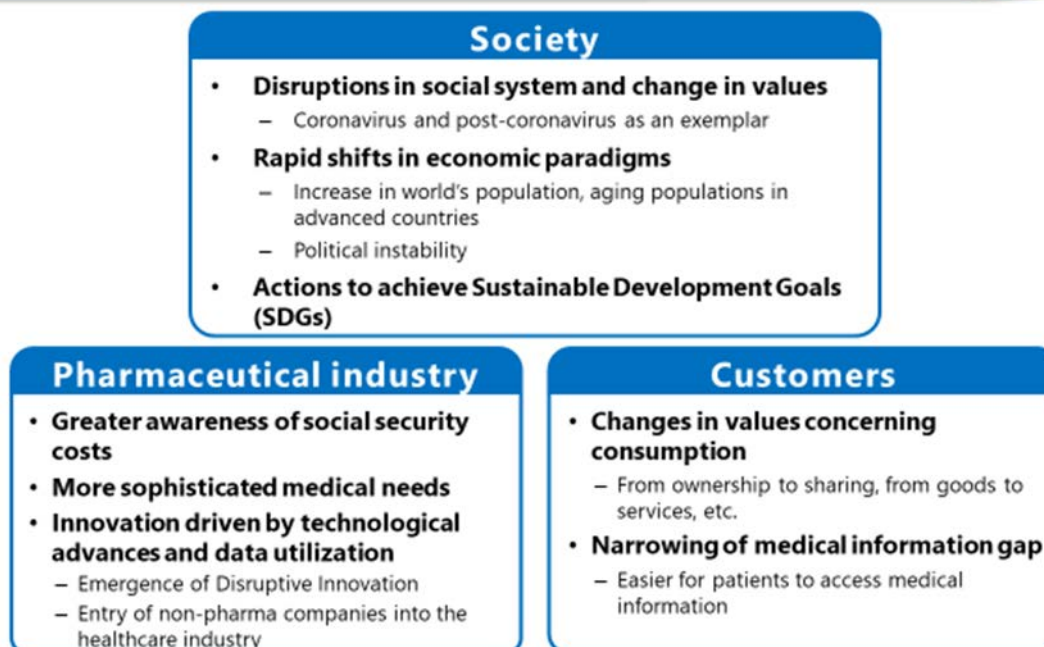 Society
• Disruptions in social system and change in values
– Coronavirus and post-coronavirus as an exemplar
• Rapid shifts in economic paradigms
– Increase in world's population, aging populations in
advanced countries
– Political instability
• Actions to achieve Sustainable Development Goals
(SDGs)
Pharmaceutical industry
• Greater awareness of social security
costs
• More sophisticated medical needs
• Innovation driven by technological
advances and data utilization
– Emergence of Disruptive Innovation
– Entry of non-pharma companies into the
healthcare industry
Customers
• Changes in values concerning
consumption
– From ownership to sharing, from goods to
services, etc.
• Narrowing of medical information gap
– Easier for patients to access medical
information